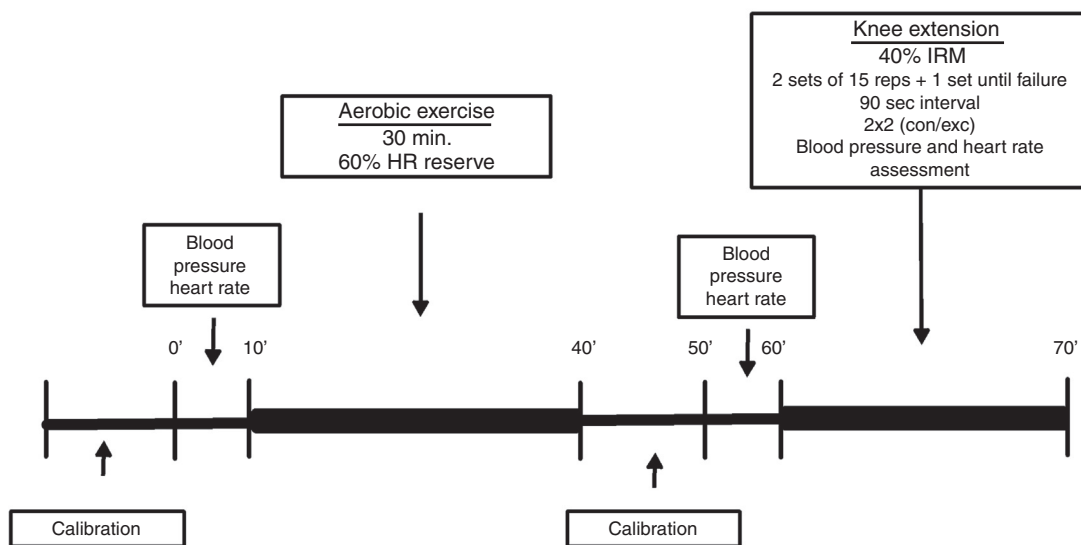 Knee extension
40% IRM
2 sets of 15 reps + 1 set until failure
90 sec interval
2x2 (con/exc)
Blood pressure and heart rate
assessment
Aerobic exercise
30 min.
60% HR reserve
Blood
pressure
heart rate
Blood
pressure
heart rate
0' 10' 40' 50' 60' 70'
Calibration
Calibration